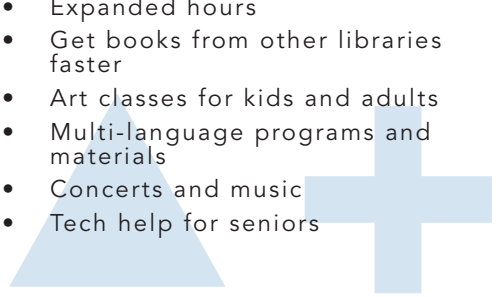 • Expanded hours
• Get books from other libraries
faster
• Art classes for kids and adults
• Multi-language programs and
materials
• Concerts and music
• Tech help for seniors